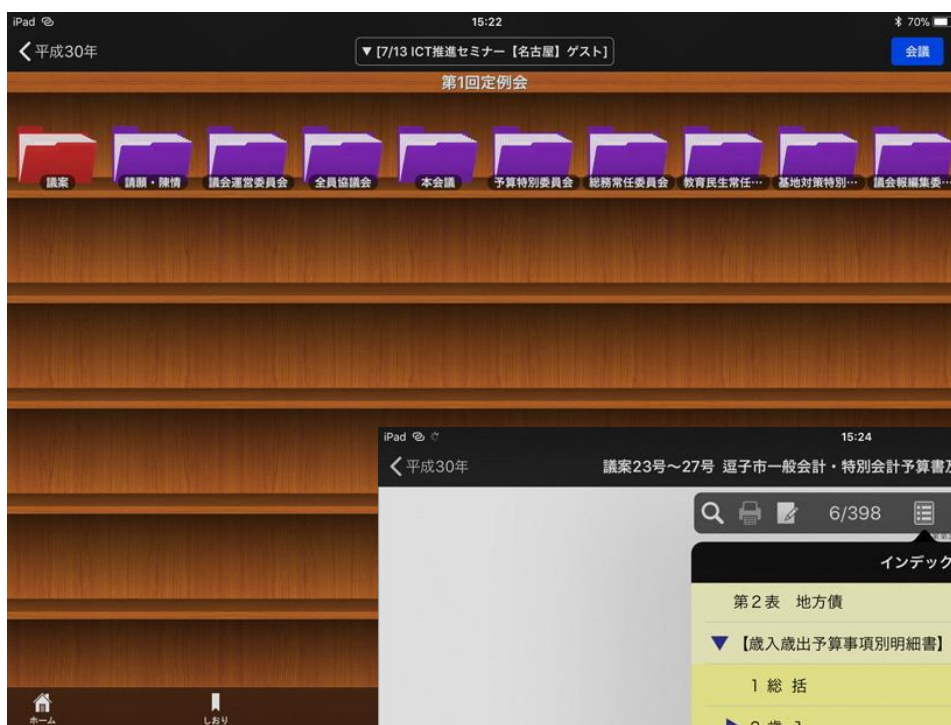 iPad 15:22 70%
平成30年
▼ [7/13 ICT推進セミナー【名古屋】ゲスト]
会議
第1回定例会
議案
請願・陳情
議会運営委員会
全員協議会
本会議
予算特別委員会
総務常任委員会
教育民生常任…
基地対策特別…
議会報編集委…
ホーム
しおり
iPad 15:24
平成30年
議案23号〜27号 逗子市一般会計・特別会計予算書及
6/398
インデック
第2表 地方債
▼【歳入歳出予算事項別明細書】
1 総 括